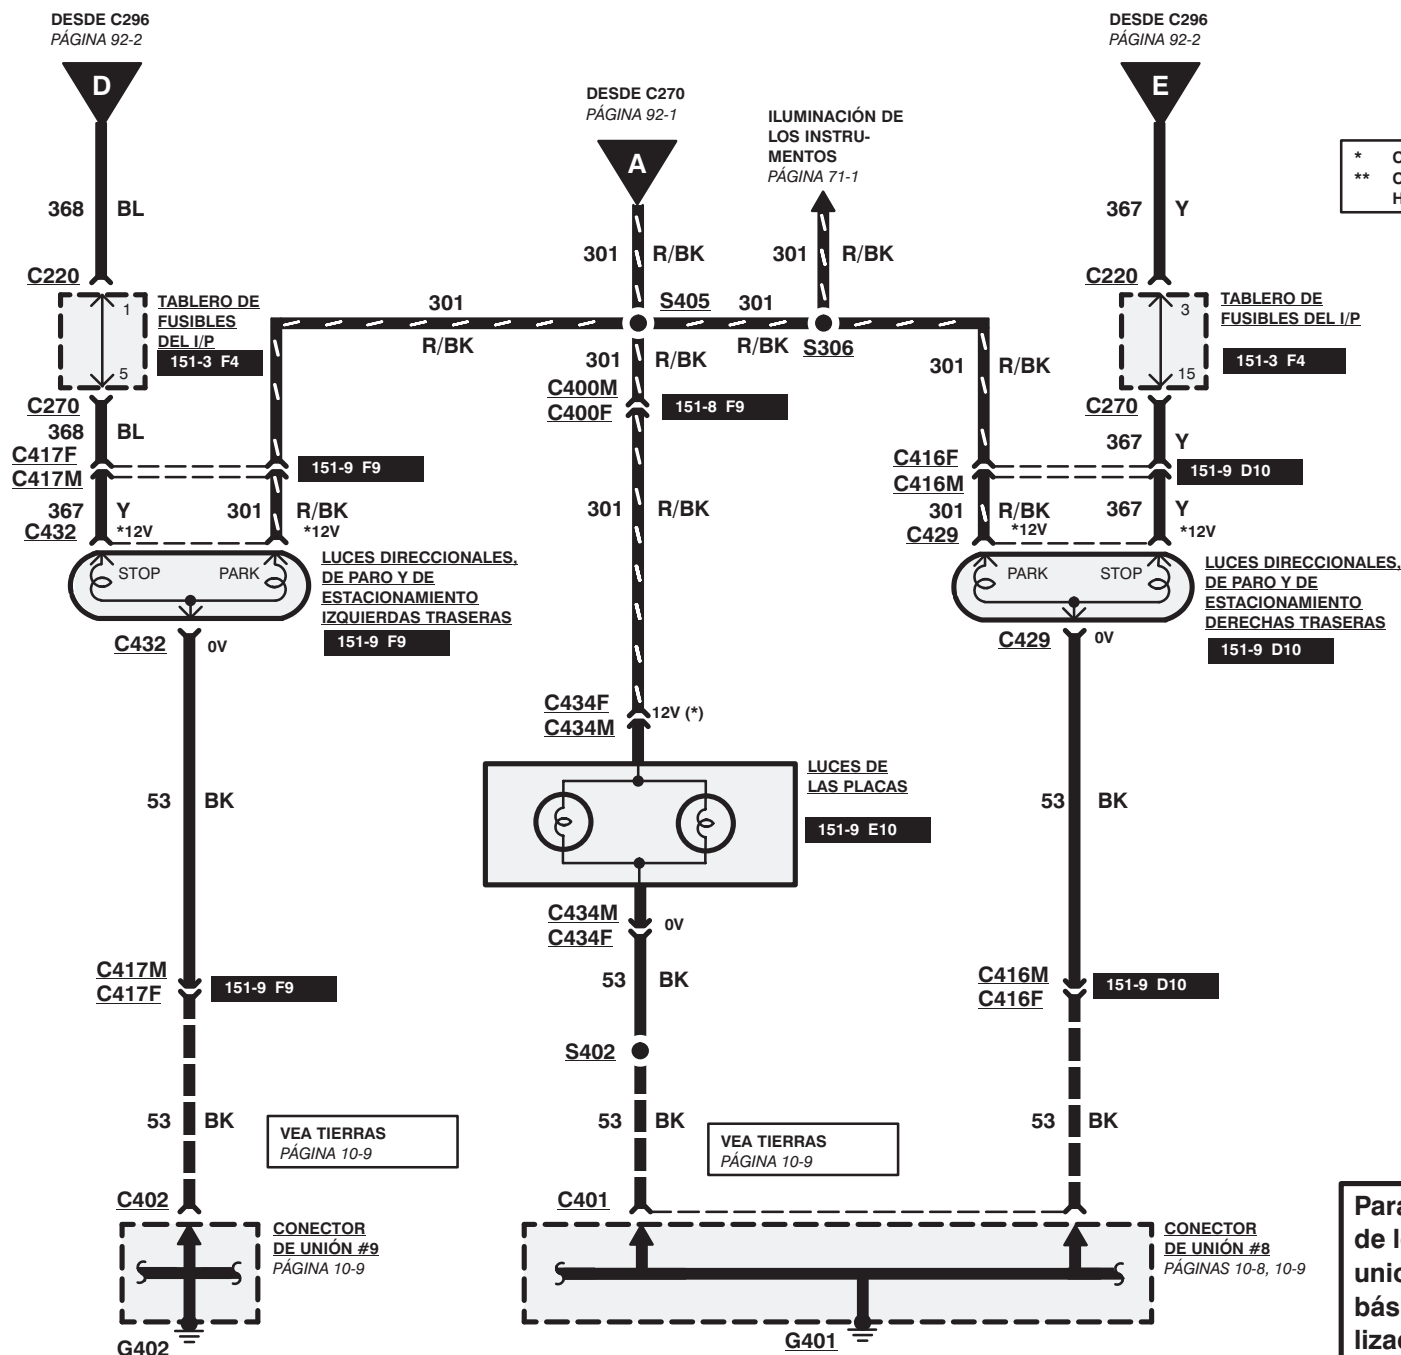 DESDE C296
PÁGINA 92-2
D
368 BL
C220
1
5
TABLERO DE
FUSIBLES
DEL I/P
151-3 F4
C270
368 BL
C417F
C417M
151-9 F9
367 Y
*12V
C432
301 R/BK
*12V
STOP
PARK
LUCES DIRECCIONALES,
DE PARO Y DE
ESTACIONAMIENTO
IZQUIERDAS TRASERAS
151-9 F9
C432
0V
53 BK
C417M
C417F
151-9 F9
53 BK
VEA TIERRAS
PÁGINA 10-9
C402
CONECTOR
DE UNIÓN #9
PÁGINA 10-9
G402
DESDE C270
PÁGINA 92-1
A
301 R/BK
ILUMINACIÓN DE
LOS INSTRU-
MENTOS
PÁGINA 71-1
301 R/BK
301
R/BK
S405
301
R/BK
S306
301 R/BK
C400M
C400F
151-8 F9
301 R/BK
C434F
C434M
12V (*)
LUCES DE
LAS PLACAS
151-9 E10
C434M
C434F
0V
53 BK
S402
53 BK
VEA TIERRAS
PÁGINA 10-9
C401
CONECTOR
DE UNIÓN #8
PÁGINAS 10-8, 10-9
G401
DESDE C296
PÁGINA 92-2
E
367 Y
C220
3
15
TABLERO DE
FUSIBLES DEL I/P
151-3 F4
C270
301 R/BK
367 Y
C416F
C416M
151-9 D10
301 R/BK
*12V
C429
367 Y
*12V
PARK
STOP
LUCES DIRECCIONALES,
DE PARO Y DE
ESTACIONAMIENTO
DERECHAS TRASERAS
151-9 D10
C429
0V
53 BK
C416M
C416F
151-9 D10
53 BK
*
**
H
Para
de l
unio
bás
liza